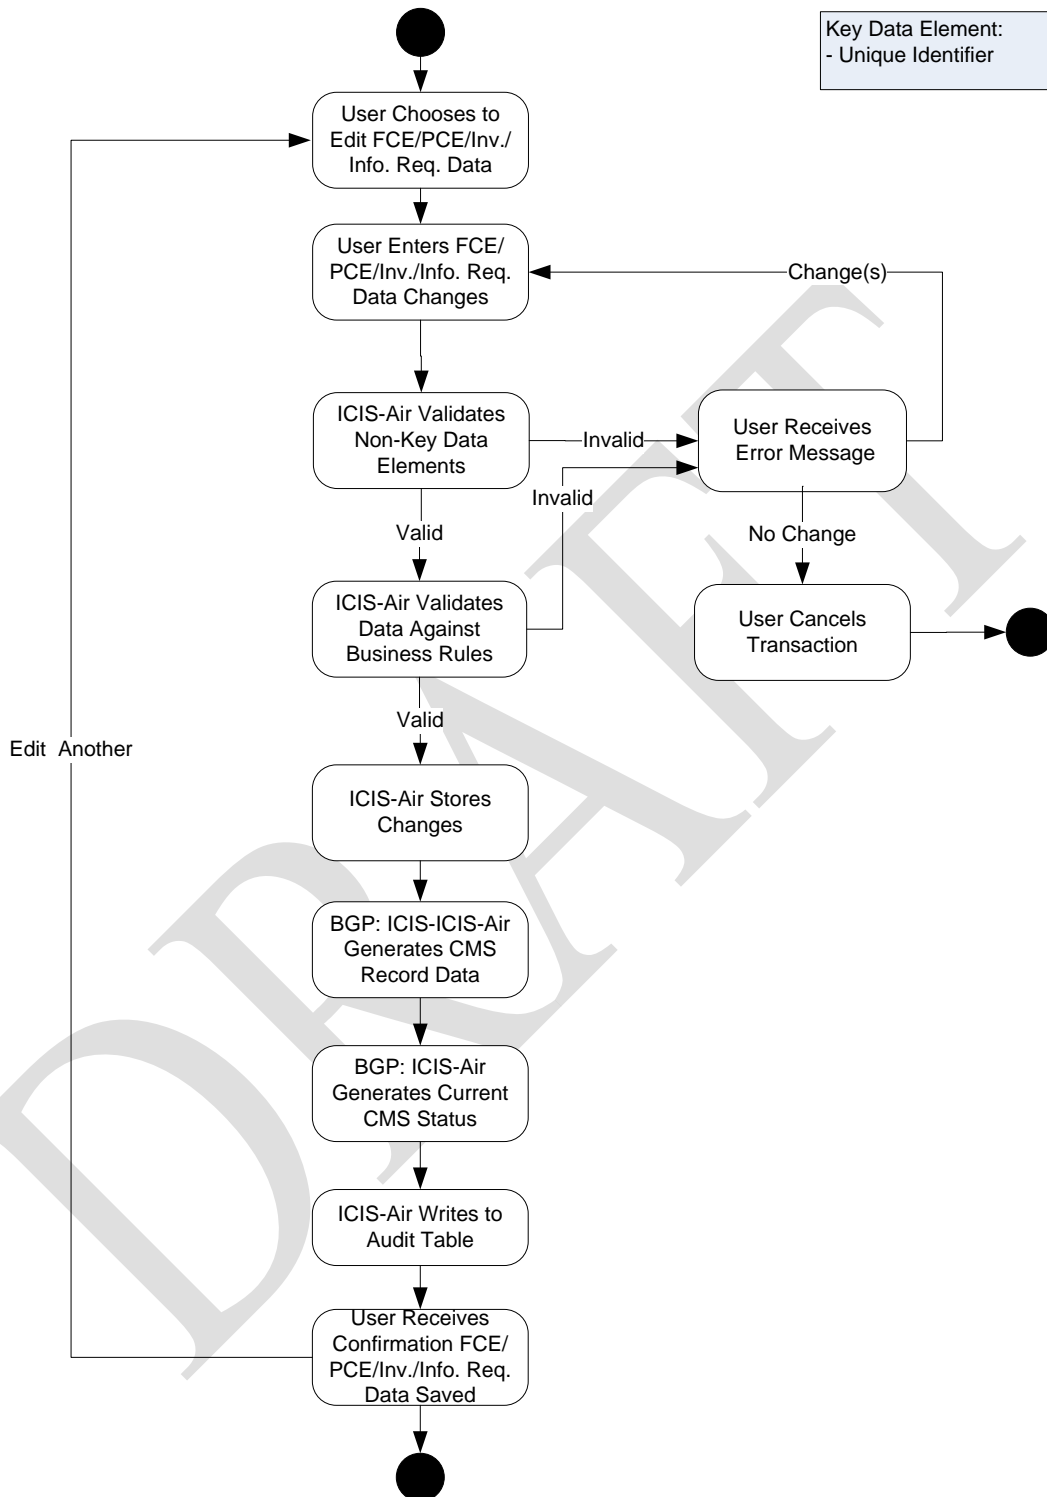 Key Data Element:
- Unique Identifier
User Chooses to
Edit FCE/PCE/Inv./
Info. Req. Data
User Enters FCE/
PCE/Inv./Info. Req.
Data Changes
Change(s)
ICIS-Air Validates
Non-Key Data
Elements
Invalid
User Receives
Error Message
Invalid
Valid
No Change
ICIS-Air Validates
Data Against
Business Rules
User Cancels
Transaction
Valid
Edit Another
ICIS-Air Stores
Changes
BGP: ICIS-ICIS-Air
Generates CMS
Record Data
BGP: ICIS-Air
Generates Current
CMS Status
ICIS-Air Writes to
Audit Table
User Receives
Confirmation FCE/
PCE/Inv./Info. Req.
Data Saved
DRAFT